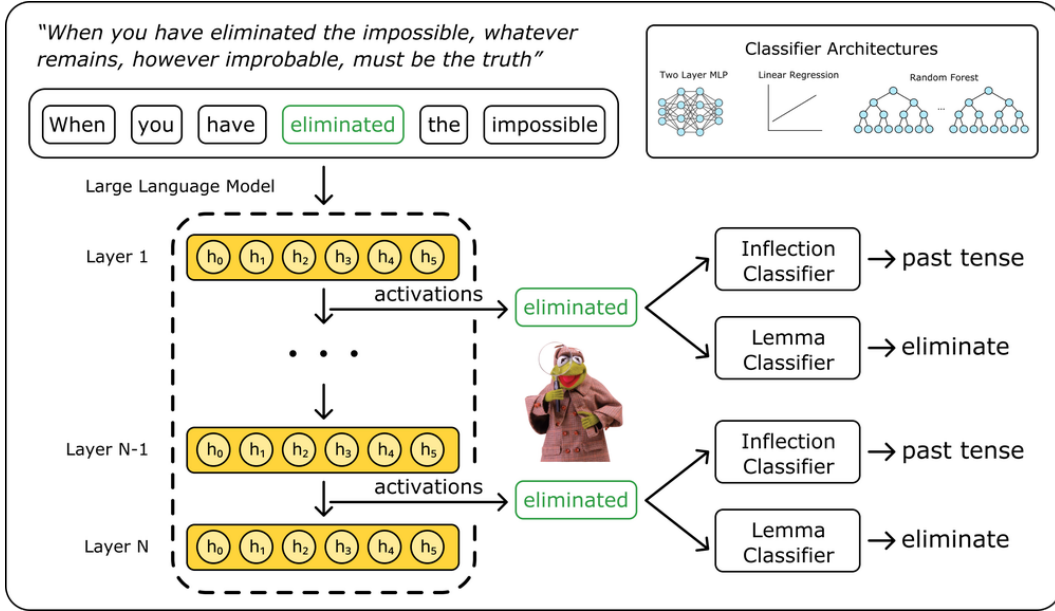 “When you have eliminated the impossible, whatever
remains, however improbable, must be the truth”
When you have eliminated the impossible
Classifier Architectures
Two Layer MLP Linear Regression Random Forest
...
Large Language Model
Layer 1
h₀ h₁ h₂ h₃ h₄ h₅
activations
eliminated
Inflection
Classifier
past tense
Lemma
Classifier
eliminate
. . .
Layer N-1
h₀ h₁ h₂ h₃ h₄ h₅
activations
eliminated
Inflection
Classifier
past tense
Lemma
Classifier
eliminate
Layer N
h₀ h₁ h₂ h₃ h₄ h₅